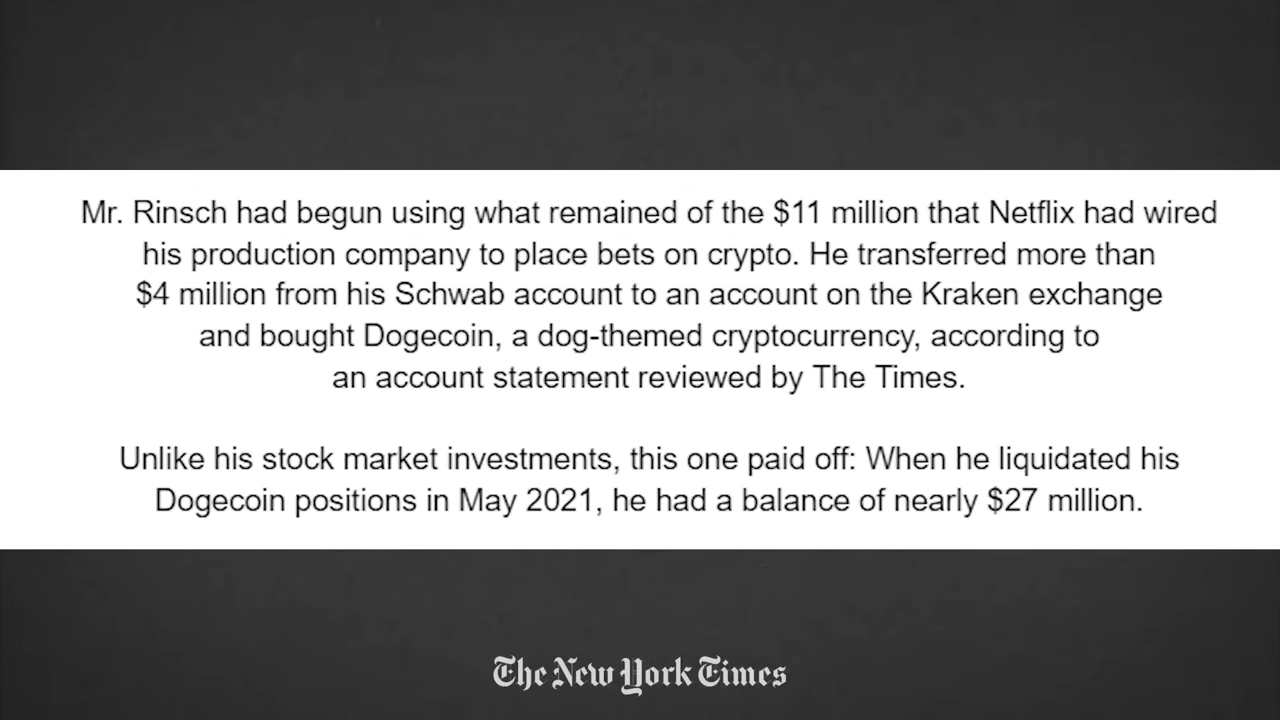 Mr. Rinsch had begun using what remained of the $11 million that Netflix had wired
his production company to place bets on crypto. He transferred more than
$4 million from his Schwab account to an account on the Kraken exchange
and bought Dogecoin, a dog-themed cryptocurrency, according to
an account statement reviewed by The Times.
Unlike his stock market investments, this one paid off: When he liquidated his
Dogecoin positions in May 2021, he had a balance of nearly $27 million.
The New York Times